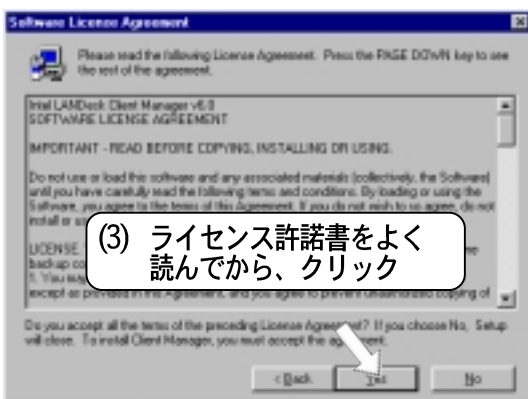 Software License Agreement
Please read the following License Agreement. Press the PAGE DOWN key to see
the rest of the agreement.
Intel LANDesk Client Manager v6.0
SOFTWARE LICENSE AGREEMENT
IMPORTANT - READ BEFORE COPYING, INSTALLING OR USING.
Do not use or load this software and any associated materials (collectively, the Software)
until you have carefully read the following terms and conditions. By loading or using the
Software, you agree to the terms of this Agreement. If you do not wish to so agree, do not
install or us
(3) ライセンス許諾書をよく
読んでから、クリック
LICENSE.
backup co
1. You may
except as provided in this Agreement, and you agree to prevent unauthorized copying of
Do you accept all the terms of the preceding License Agreement? If you choose No, Setup
will close. To install Client Manager, you must accept this agreement.
< Back
Yes
No